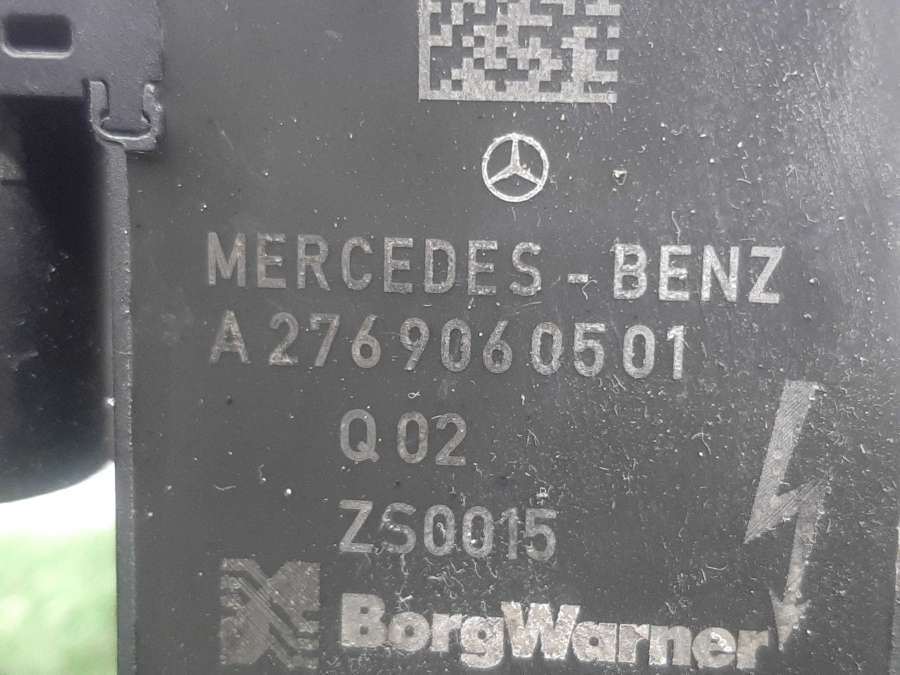 MERCEDES - BENZ
A 2769060501
Q 02
ZS0015
BorgWarner